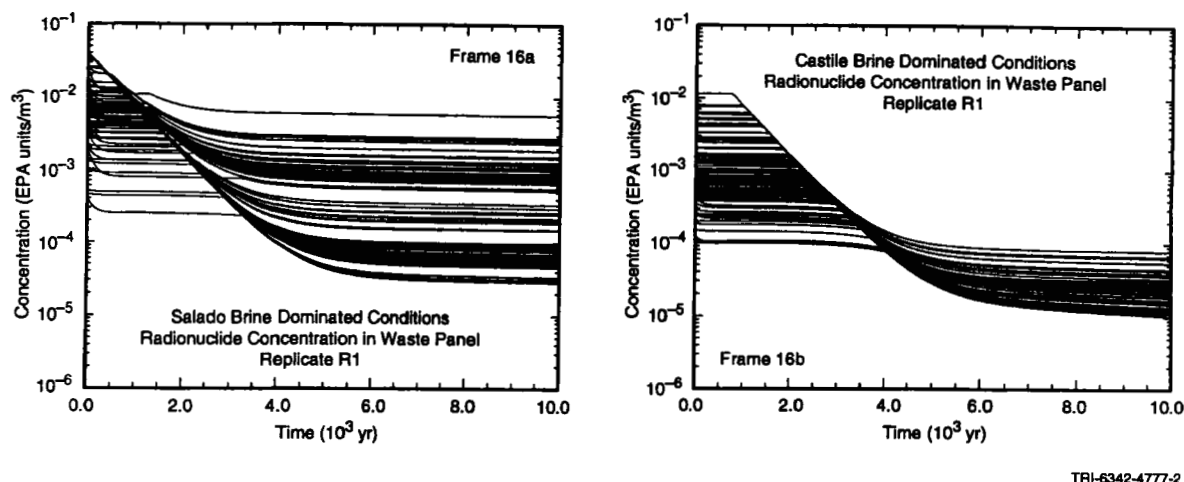 10⁻¹
10⁻²
10⁻³
10⁻⁴
10⁻⁵
10⁻⁶
Concentration (EPA units/m³)
Frame 16a
Salado Brine Dominated Conditions
Radionuclide Concentration in Waste Panel
Replicate R1
0.0 2.0 4.0 6.0 8.0 10.0
Time (10³ yr)
10⁻¹
10⁻²
10⁻³
10⁻⁴
10⁻⁵
10⁻⁶
Concentration (EPA units/m³)
Castile Brine Dominated Conditions
Radionuclide Concentration in Waste Panel
Replicate R1
Frame 16b
0.0 2.0 4.0 6.0 8.0 10.0
Time (10³ yr)
TRI-6342-4777-2